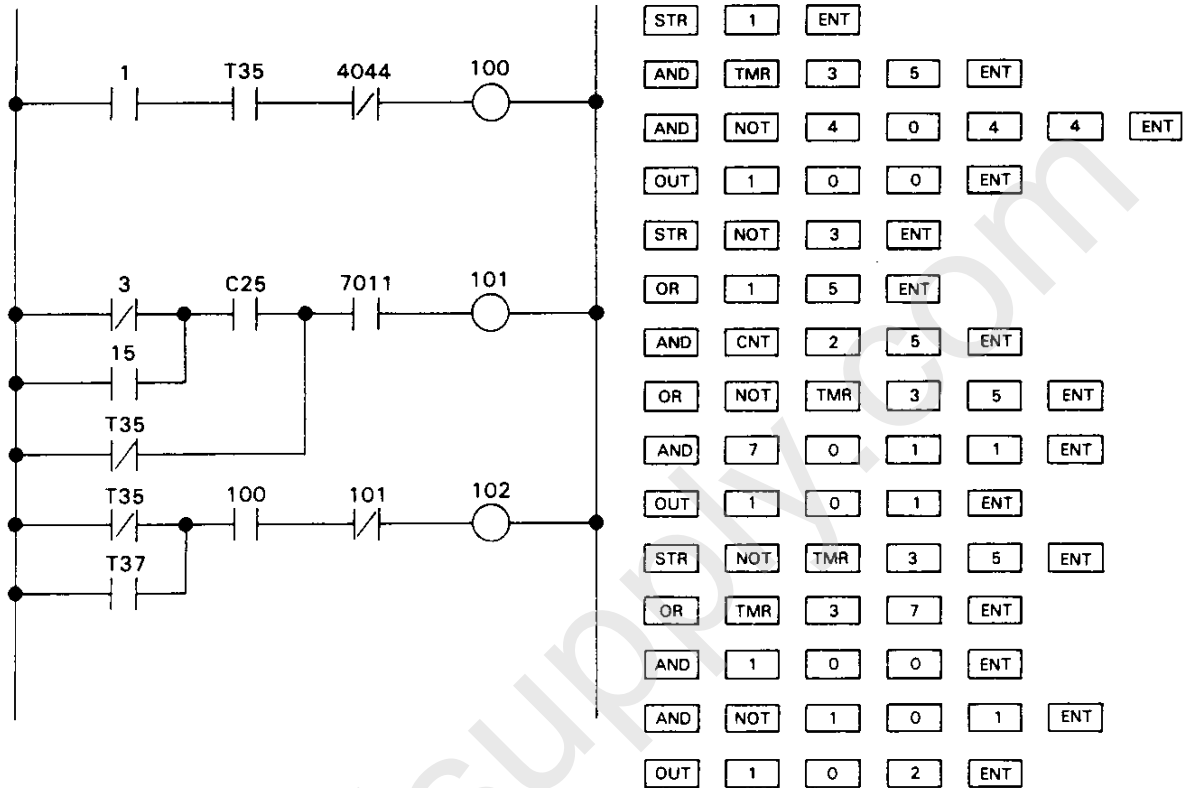 1 T35 4044 100
3 C25 7011 101
15
T35
T35 100 101 102
T37
STR 1 ENT
AND TMR 3 5 ENT
AND NOT 4 0 4 4 ENT
OUT 1 0 0 ENT
STR NOT 3 ENT
OR 1 5 ENT
AND CNT 2 5 ENT
OR NOT TMR 3 5 ENT
AND 7 0 1 1 ENT
OUT 1 0 1 ENT
STR NOT TMR 3 5 ENT
OR TMR 3 7 ENT
AND 1 0 0 ENT
AND NOT 1 0 1 ENT
OUT 1 0 2 ENT
supply.com